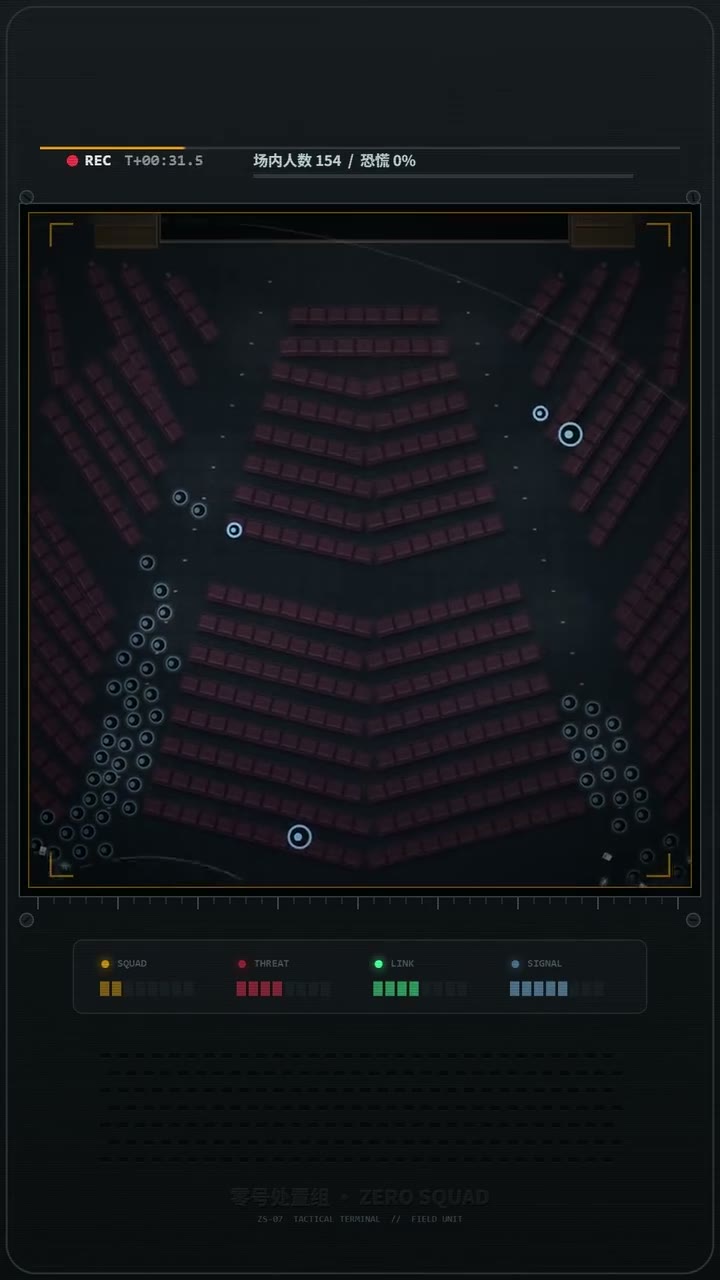 REC T+00:31.5 场内人数 154 / 恐慌 0%
SQUAD THREAT LINK SIGNAL
零号处置组 · ZERO SQUAD
ZS-07 TACTICAL TERMINAL // FIELD UNIT